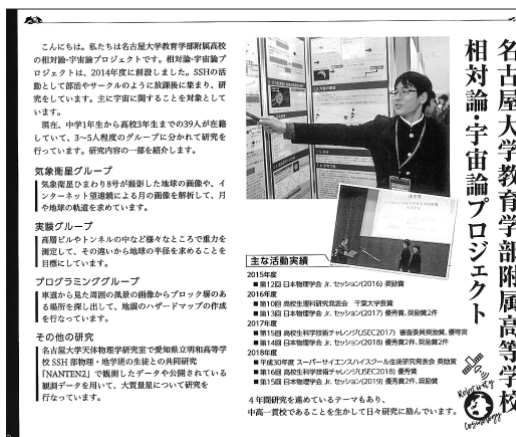 名古屋大学教育学部附属高等学校
相対論・宇宙論プロジェクト
こんにちは。私たちは名古屋大学教育学部附属高校
の相対論・宇宙論プロジェクトです。相対論・宇宙論プ
ロジェクトは、2014年度に創設しました。SSHの活
動として部活やサークルのように放課後に集まり、研
究をしています。主に宇宙に関することを対象として
います。
現在、中学1年生から高校3年生までの39人が在籍
していて、3～5人程度のグループに分かれて研究を
行っています。研究内容の一部を紹介します。
気象衛星グループ
気象衛星ひまわり8号が撮影した地球の画像や、イ
ンターネット望遠鏡による月の画像を解析して、月
や地球の軌道を求めています。
実験グループ
高層ビルやトンネルの中など様々なところで重力を
測定して、その違いから地球の半径を求めることを
目標にしています。
プログラミンググループ
車道から見た周囲の風景の画像からブロック塀のあ
る場所を探し出して、地震のハザードマップの作成
を行なっています。
その他の研究
名古屋大学天体物理学研究室で愛知県立明和高等学
校 SSH 部物理・地学班の生徒との共同研究
「NANTEN2」で観測したデータや公開されている
観測データを用いて、大質量星について研究を
行なっています。
主な活動実績
2015年度
■ 第12回 日本物理学会 Jr. セッション(2016) 奨励賞
2016年度
■ 第10回 高校生理科研究発表会 千葉大学長賞
■ 第13回 日本物理学会 Jr. セッション(2017) 優秀賞、奨励賞2件
2017年度
■ 第15回 高校生科学技術チャレンジ(JSEC2017) 審査委員奨励賞、優等賞
■ 第14回 日本物理学会 Jr. セッション(2018) 優秀賞2件、奨励賞
2018年度
■ 平成30年度 スーパーサイエンスハイスクール生徒研究発表会 奨励賞
■ 第16回 高校生科学技術チャレンジ(JSEC2018) 優秀賞
■ 第15回 日本物理学会 Jr. セッション(2019) 優秀賞2件、奨励賞
4年間研究を進めているテーマもあり、
中高一貫校であることを生かして日々研究に励んでいます。
Relativity
Cosmology